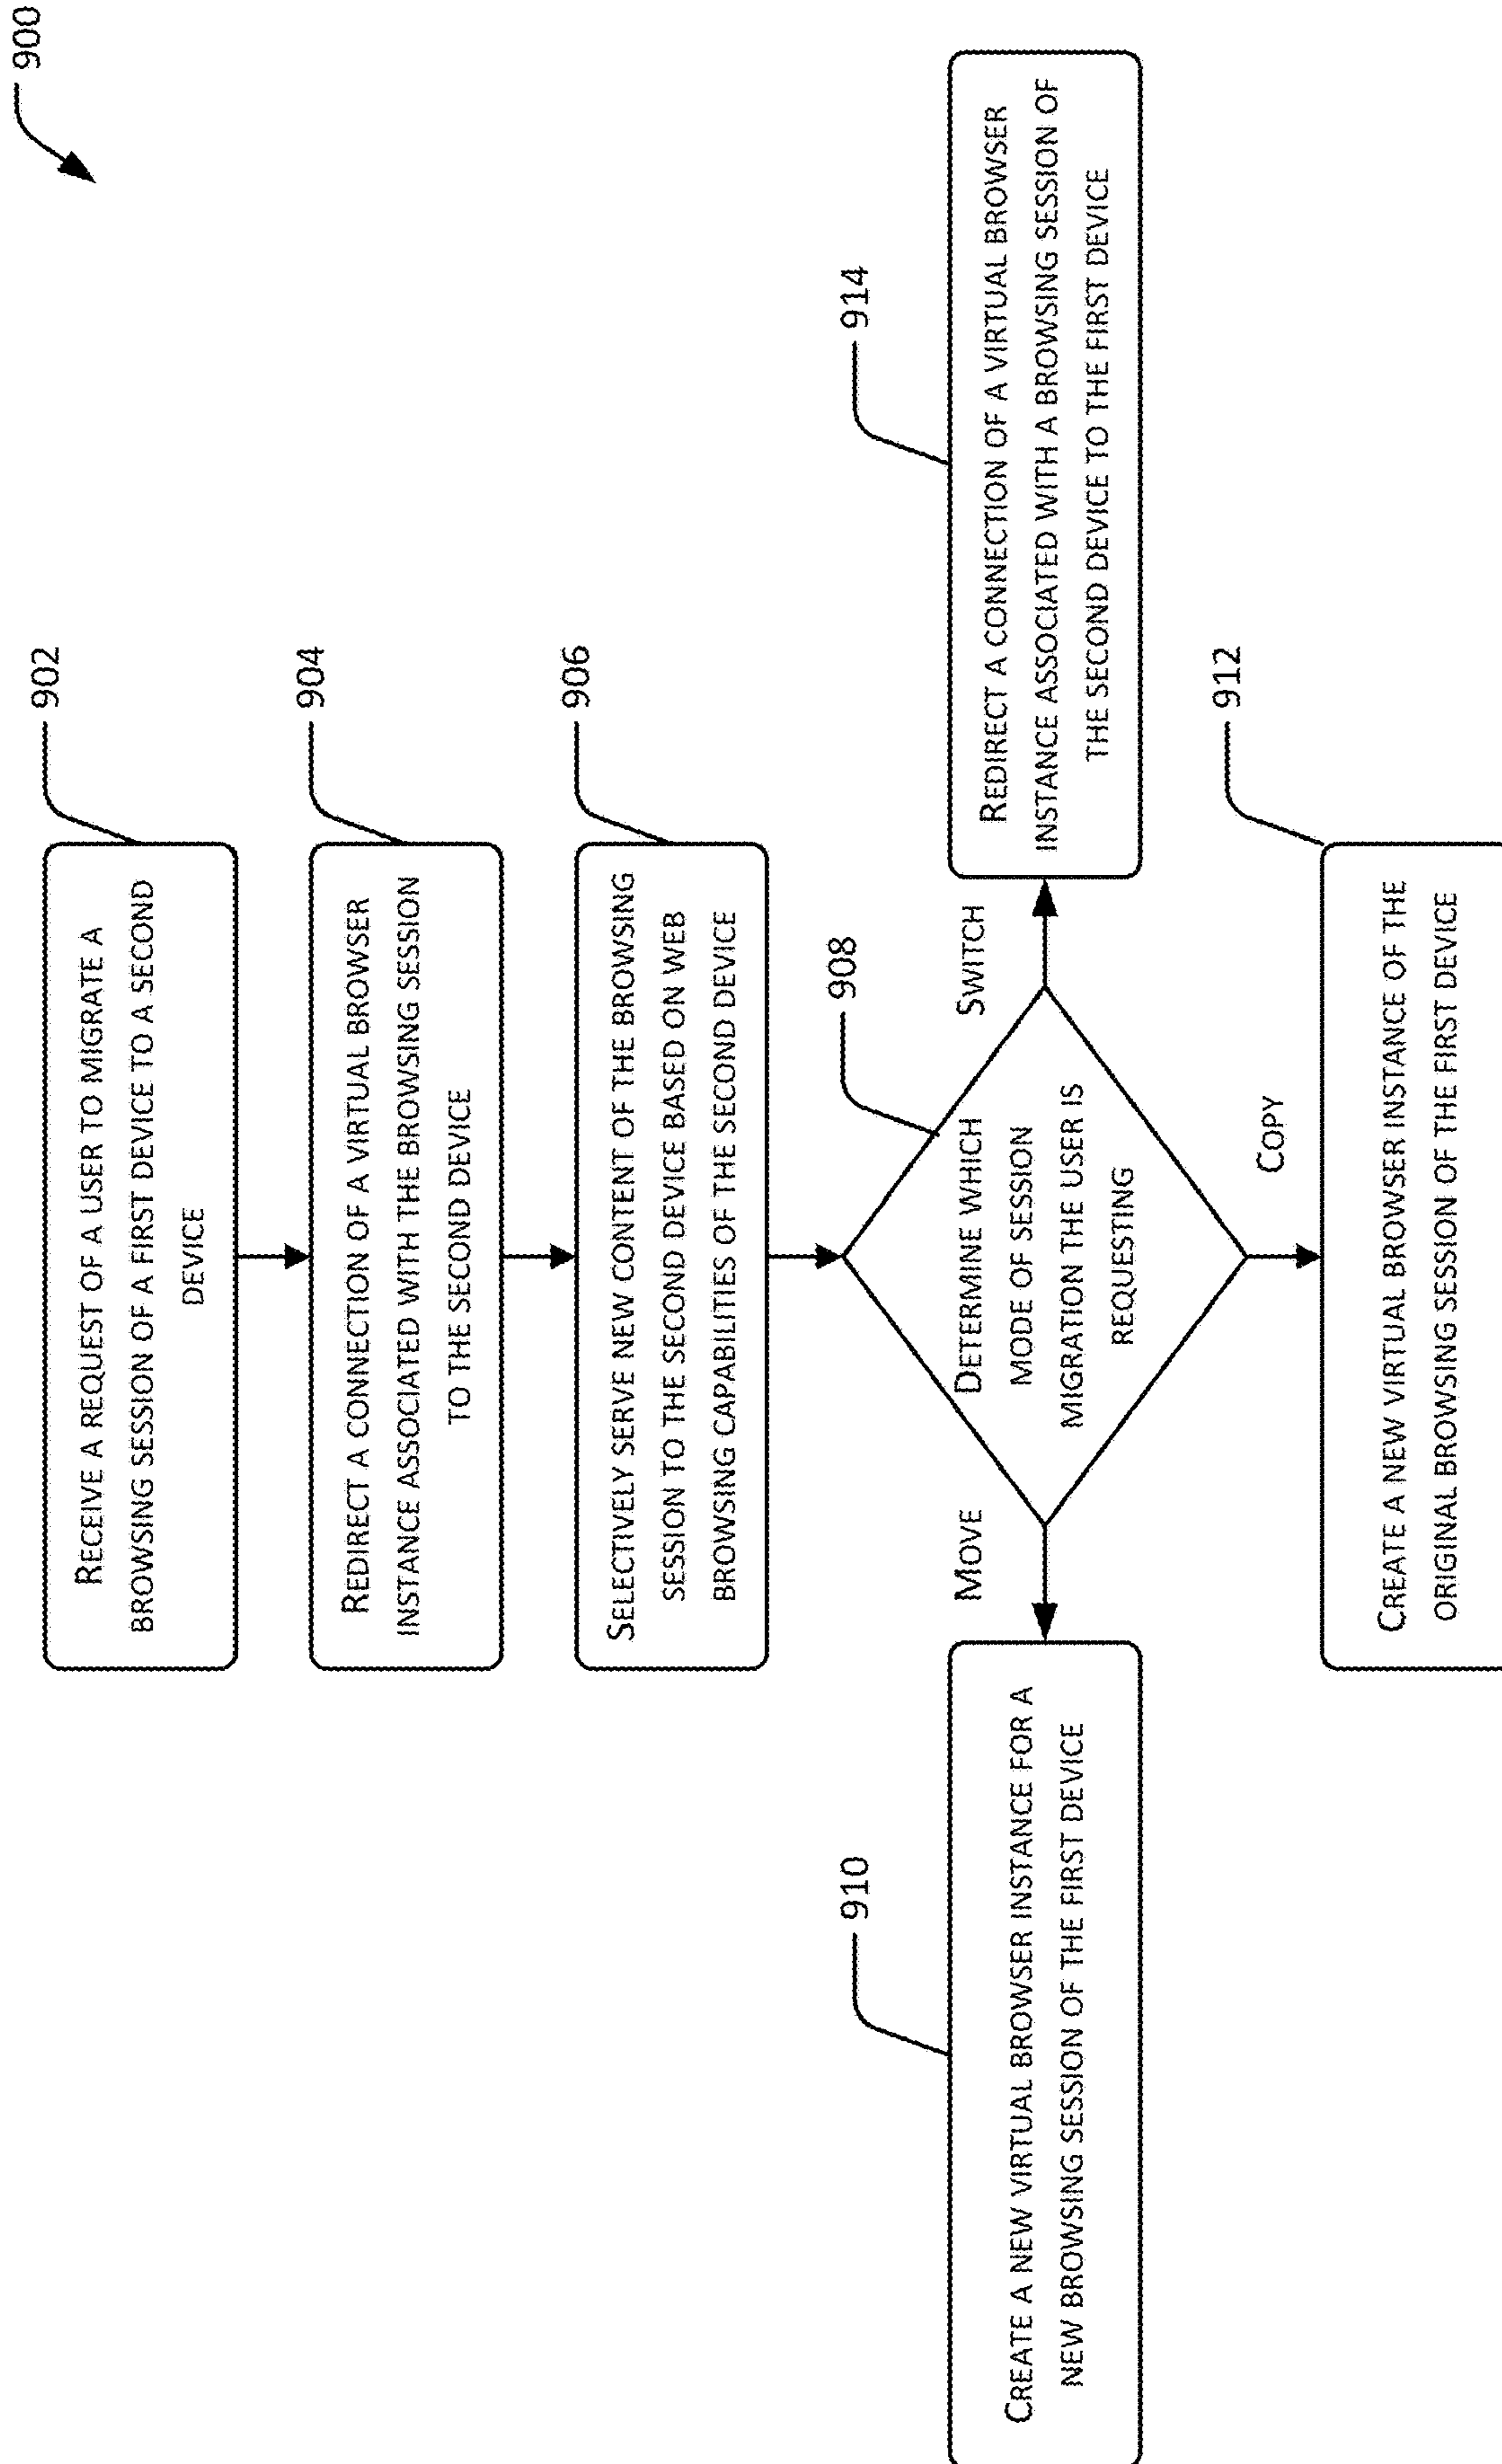 900
902
RECEIVE A REQUEST OF A USER TO MIGRATE A
BROWSING SESSION OF A FIRST DEVICE TO A SECOND
DEVICE
904
REDIRECT A CONNECTION OF A VIRTUAL BROWSER
INSTANCE ASSOCIATED WITH THE BROWSING SESSION
TO THE SECOND DEVICE
906
SELECTIVELY SERVE NEW CONTENT OF THE BROWSING
SESSION TO THE SECOND DEVICE BASED ON WEB
BROWSING CAPABILITIES OF THE SECOND DEVICE
908
DETERMINE WHICH
MODE OF SESSION
MIGRATION THE USER IS
REQUESTING
MOVE
910
CREATE A NEW VIRTUAL BROWSER INSTANCE FOR A
NEW BROWSING SESSION OF THE FIRST DEVICE
SWITCH
914
REDIRECT A CONNECTION OF A VIRTUAL BROWSER
INSTANCE ASSOCIATED WITH A BROWSING SESSION OF
THE SECOND DEVICE TO THE FIRST DEVICE
COPY
912
CREATE A NEW VIRTUAL BROWSER INSTANCE OF THE
ORIGINAL BROWSING SESSION OF THE FIRST DEVICE